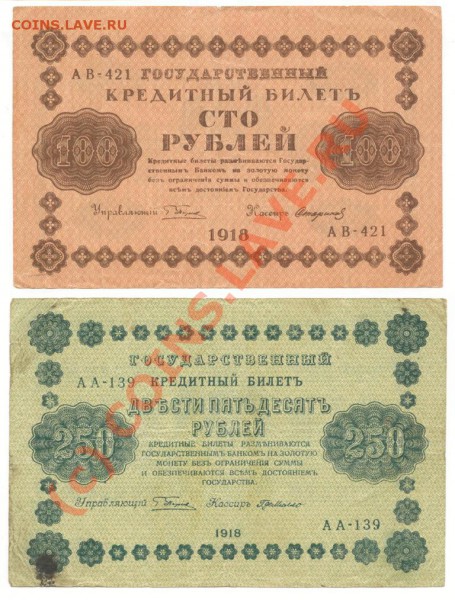 COINS.LAVE.RU
АВ-421 ГОСУДАРСТВЕННЫЙ
КРЕДИТНЫЙ БИЛЕТЪ
СТО
РУБЛЕЙ
100 100
Кредитные билеты размѣниваются Государ-
ственнымъ Банкомъ на золотую монету
безъ ограниченія суммы и обезпечиваются
всѣмъ достояніемъ Государства.
Управляющій Кассиръ
1918 АВ-421
ГОСУДАРСТВЕННЫЙ
АА-139 КРЕДИТНЫЙ БИЛЕТЪ
ДВѢСТИ ПЯТЬДЕСЯТЪ
РУБЛЕЙ
250 250
КРЕДИТНЫЕ БИЛЕТЫ РАЗМѢНИВАЮТСЯ
ГОСУДАРСТВЕННЫМЪ БАНКОМЪ НА ЗОЛОТУЮ
МОНЕТУ БЕЗЪ ОГРАНИЧЕНІЯ СУММЫ
И ОБЕЗПЕЧИВАЮТСЯ ВСѢМЪ ДОСТОЯНІЕМЪ
ГОСУДАРСТВА.
Управляющій Кассиръ
1918 АА-139
(c) COINS.LAVE.RU